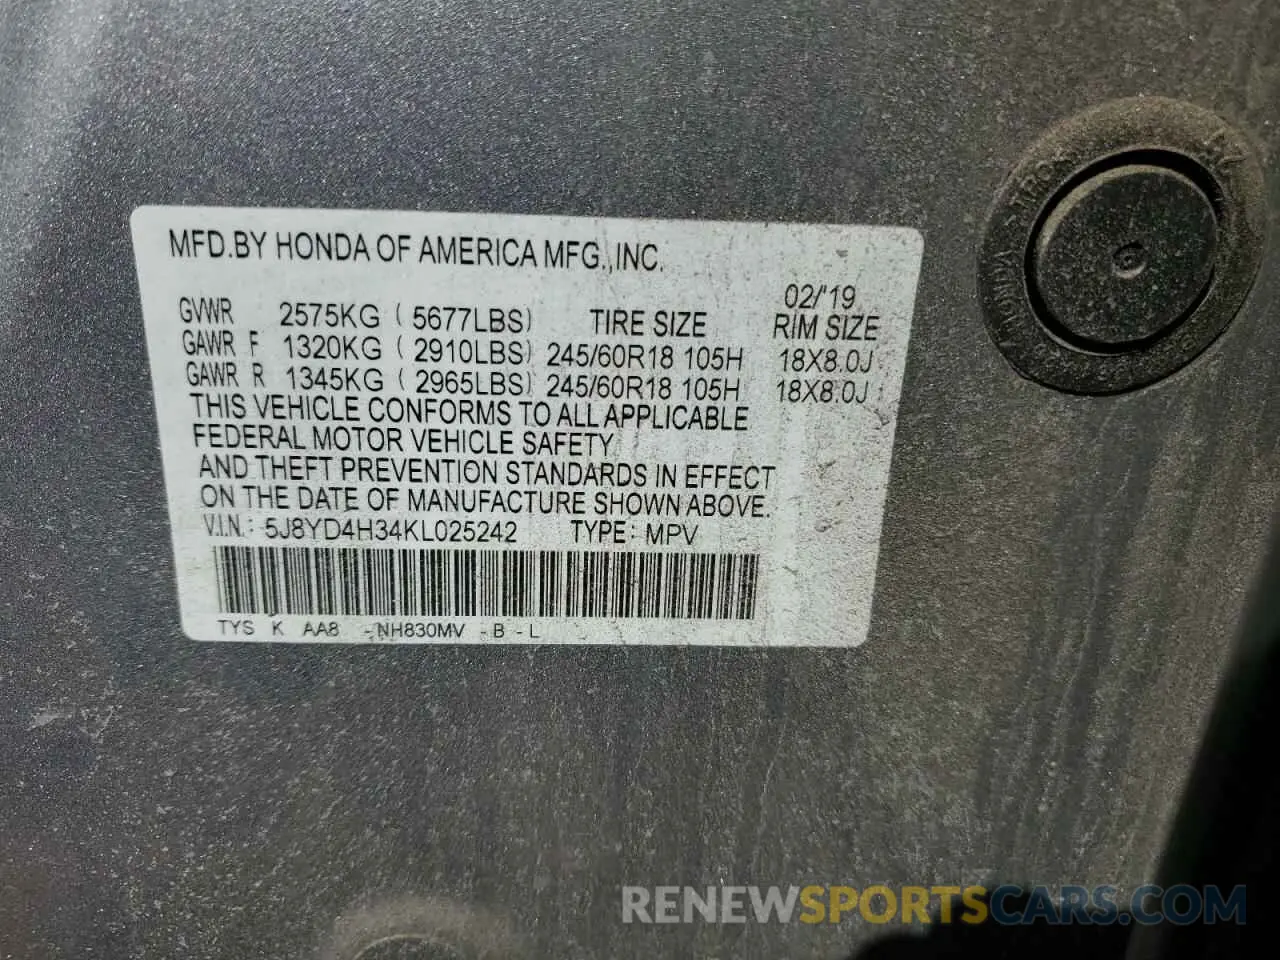 MFD.BY HONDA OF AMERICA MFG.,INC.
02/'19
GVWR 2575KG ( 5677LBS) TIRE SIZE RIM SIZE
GAWR F 1320KG ( 2910LBS) 245/60R18 105H 18X8.0J
GAWR R 1345KG ( 2965LBS) 245/60R18 105H 18X8.0J
THIS VEHICLE CONFORMS TO ALL APPLICABLE
FEDERAL MOTOR VEHICLE SAFETY
AND THEFT PREVENTION STANDARDS IN EFFECT
ON THE DATE OF MANUFACTURE SHOWN ABOVE.
V.I.N.: 5J8YD4H34KL025242 TYPE: MPV
TYS K AA8 -NH830MV -B - L
RENEWSPORTSCARS.COM